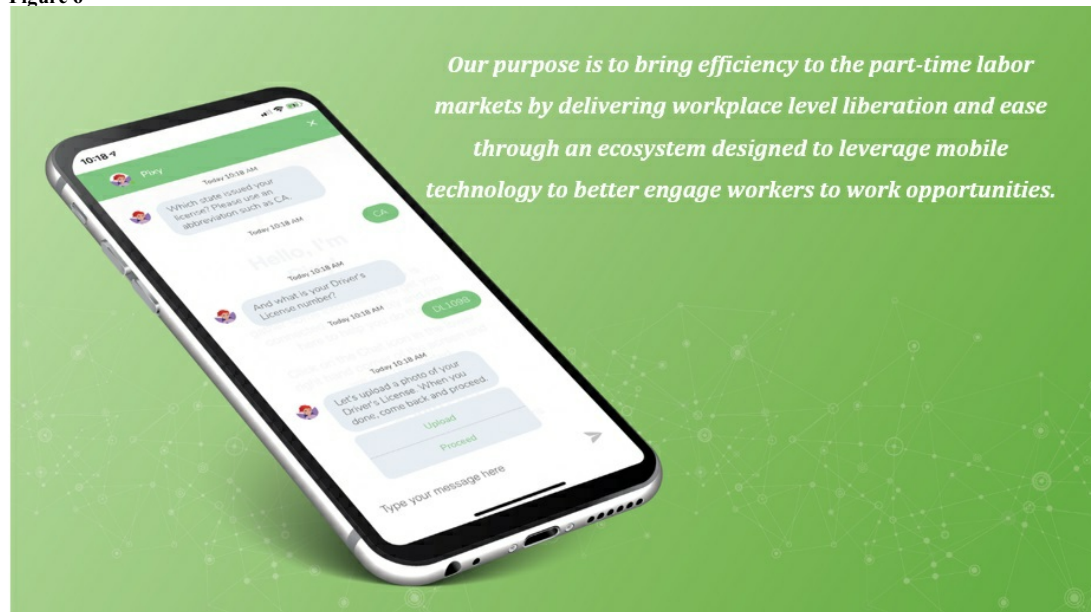 Figure
Our purpose is to bring efficiency to the part-time labor
markets by delivering workplace level liberation and ease
through an ecosystem designed to leverage mobile
technology to better engage workers to work opportunities.
10:18
Pixy
Today 10:18 AM
Which state issued your
license? Please use an
abbreviation such as CA.
Today 10:18 AM
CA
Hello, I'm
Today 10:18 AM
And what is your Driver's
License number?
Today 10:18 AM
DL1098
Today 10:18 AM
Let's upload a photo of your
Driver's License. When you
done, come back and proceed.
Upload
Proceed
Type your message here